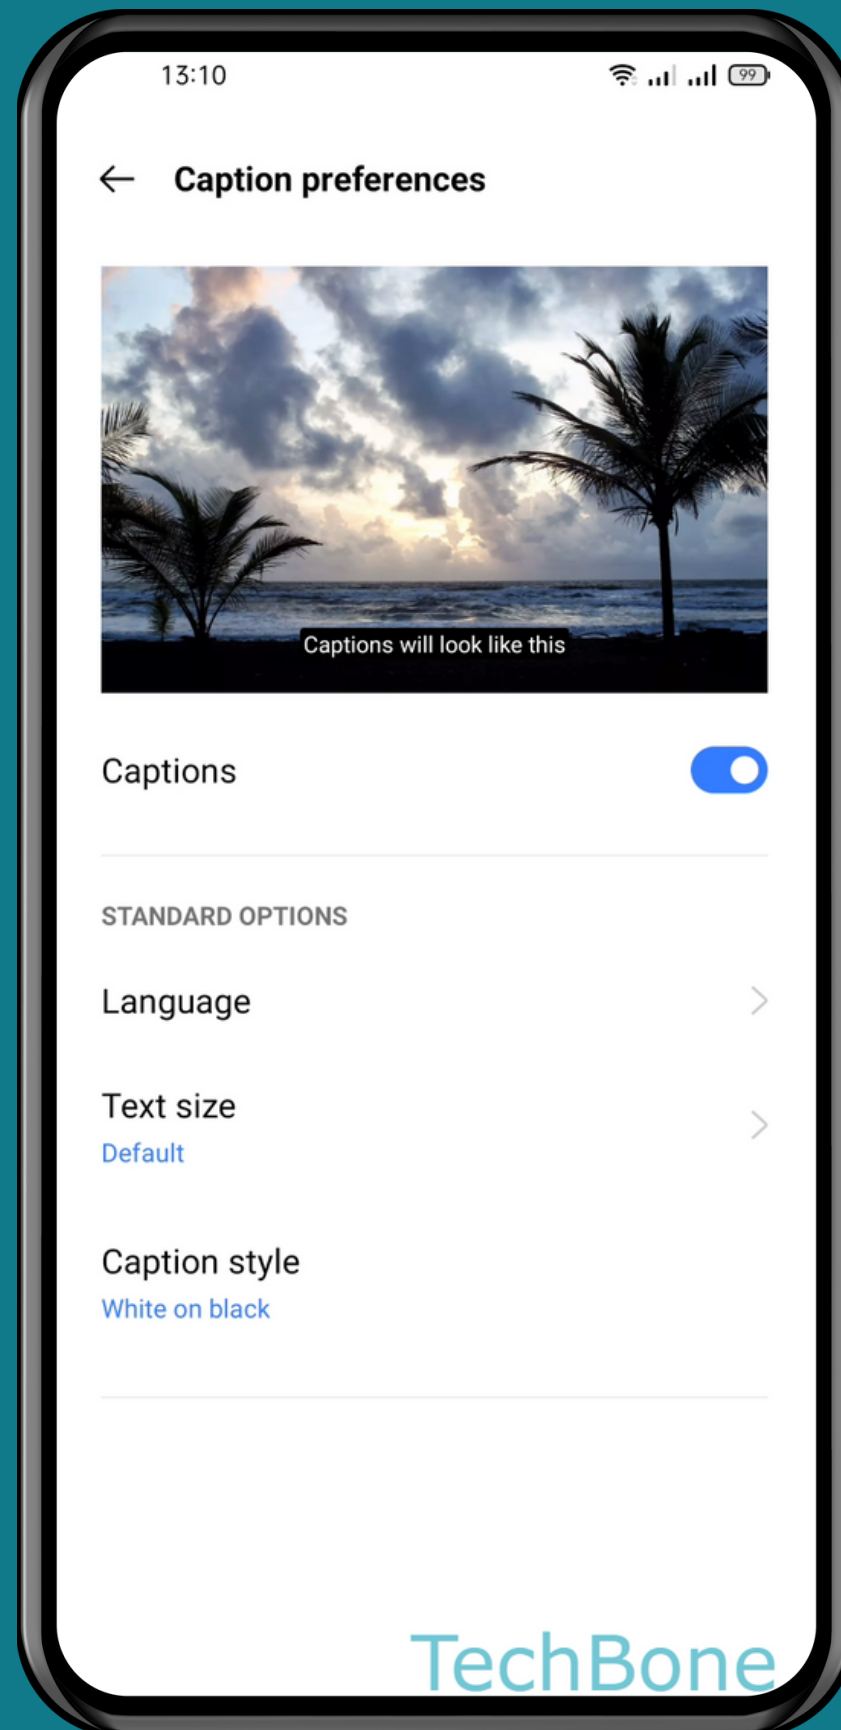 13:10
99
Caption preferences
Captions will look like this
Captions
STANDARD OPTIONS
Language
Text size
Default
Caption style
White on black
TechBone